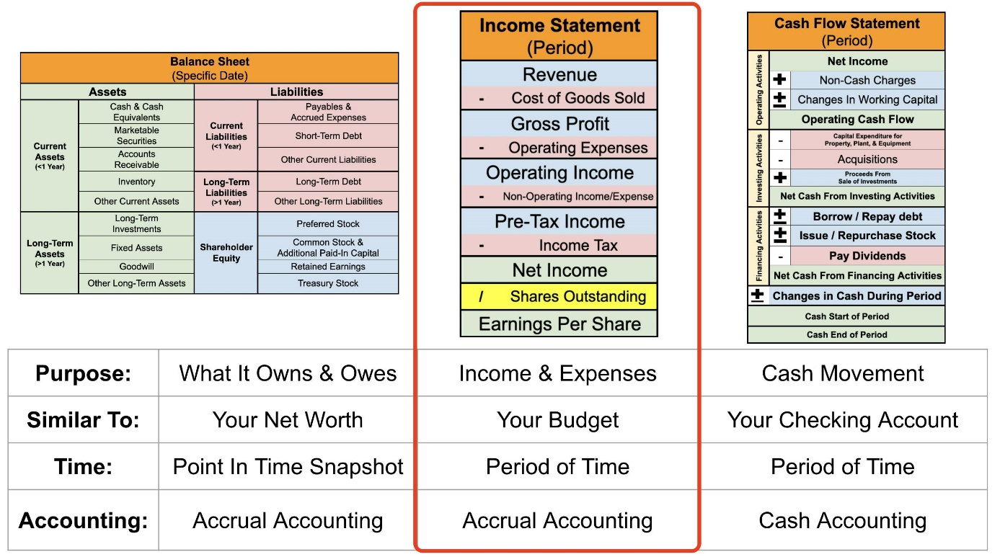 Balance Sheet
(Specific Date)
Assets
Liabilities
Current
Assets
(<1 Year)
Cash & Cash
Equivalents
Marketable
Securities
Accounts
Receivable
Inventory
Other Current Assets
Long-Term
Assets
(>1 Year)
Long-Term
Investments
Fixed Assets
Goodwill
Other Long-Term Assets
Current
Liabilities
(<1 Year)
Payables &
Accrued Expenses
Short-Term Debt
Other Current Liabilities
Long-Term
Liabilities
(>1 Year)
Long-Term Debt
Other Long-Term Liabilities
Shareholder
Equity
Preferred Stock
Common Stock &
Additional Paid-In Capital
Retained Earnings
Treasury Stock
Income Statement
(Period)
Revenue
- Cost of Goods Sold
Gross Profit
- Operating Expenses
Operating Income
- Non-Operating Income/Expense
Pre-Tax Income
- Income Tax
Net Income
/ Shares Outstanding
Earnings Per Share
Cash Flow Statement
(Period)
Operating Activities
Net Income
+ Non-Cash Charges
± Changes In Working Capital
Operating Cash Flow
Investing Activities
- Capital Expenditure for
Property, Plant, & Equipment
- Acquisitions
+ Proceeds From
Sale of Investments
Net Cash From Investing Activities
Financing Activities
± Borrow / Repay debt
± Issue / Repurchase Stock
- Pay Dividends
Net Cash From Financing Activities
± Changes in Cash During Period
Cash Start of Period
Cash End of Period
Purpose: What It Owns & Owes Income & Expenses Cash Movement
Similar To: Your Net Worth Your Budget Your Checking Account
Time: Point In Time Snapshot Period of Time Period of Time
Accounting: Accrual Accounting Accrual Accounting Cash Accounting